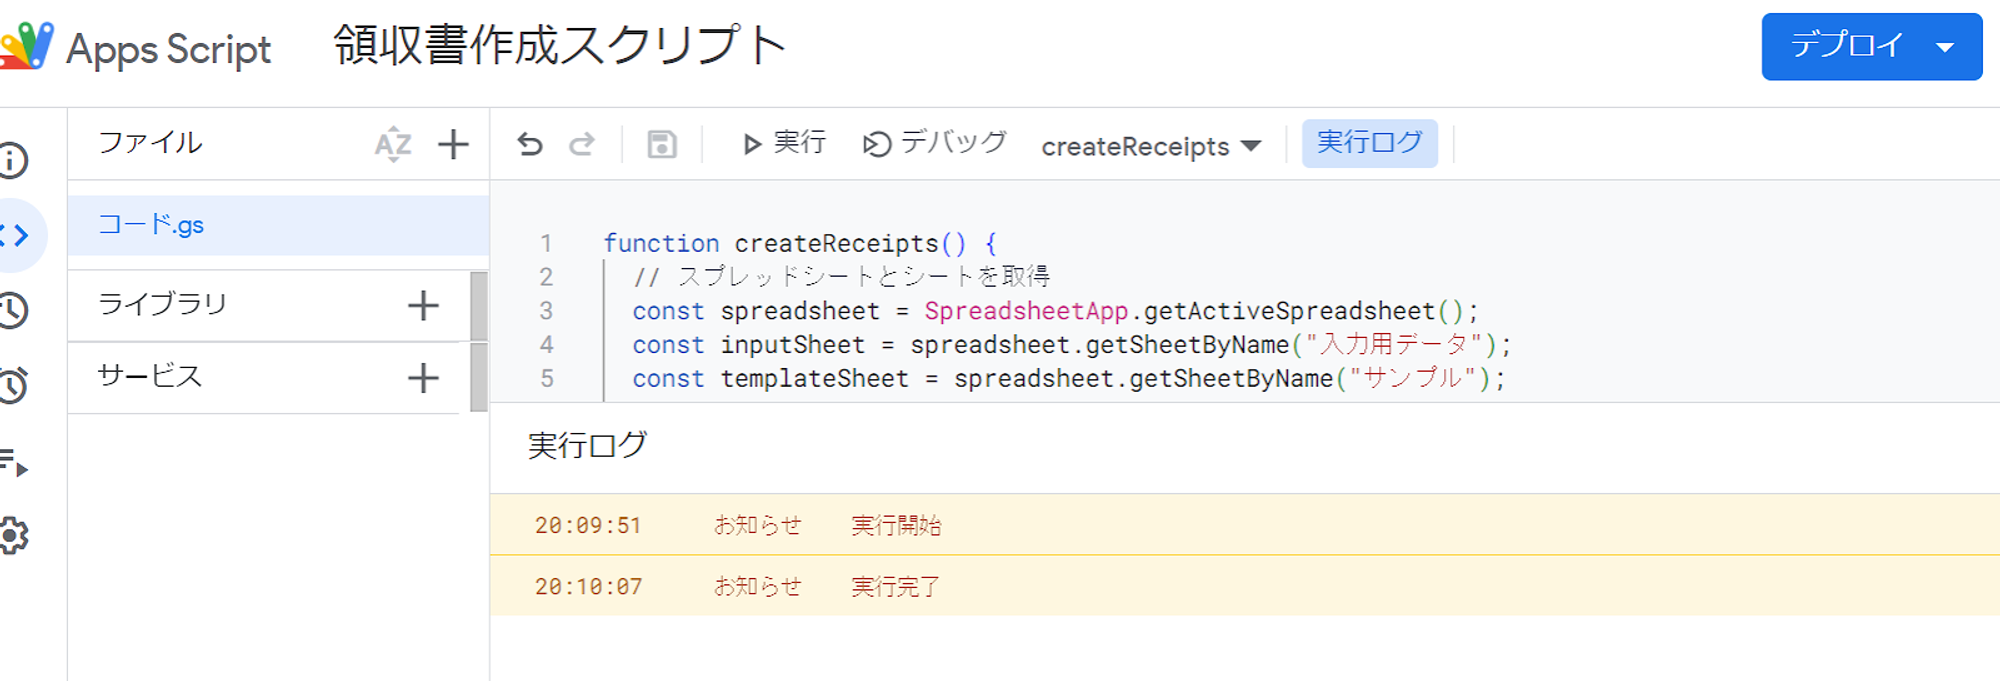 Apps Script 領収書作成スクリプト デプロイ
ファイル AZ 実行 デバッグ createReceipts 実行ログ
コード.gs
ライブラリ
サービス
1 function createReceipts() {
2 // スプレッドシートとシートを取得
3 const spreadsheet = SpreadsheetApp.getActiveSpreadsheet();
4 const inputSheet = spreadsheet.getSheetByName("入力用データ");
5 const templateSheet = spreadsheet.getSheetByName("サンプル");
実行ログ
20:09:51 お知らせ 実行開始
20:10:07 お知らせ 実行完了